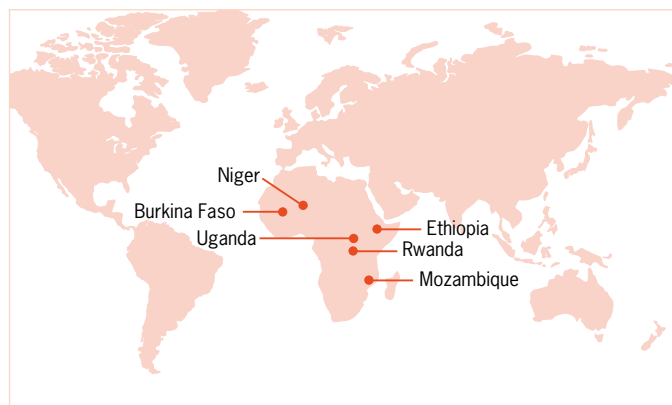 Niger
Burkina Faso
Uganda
Ethiopia
Rwanda
Mozambique